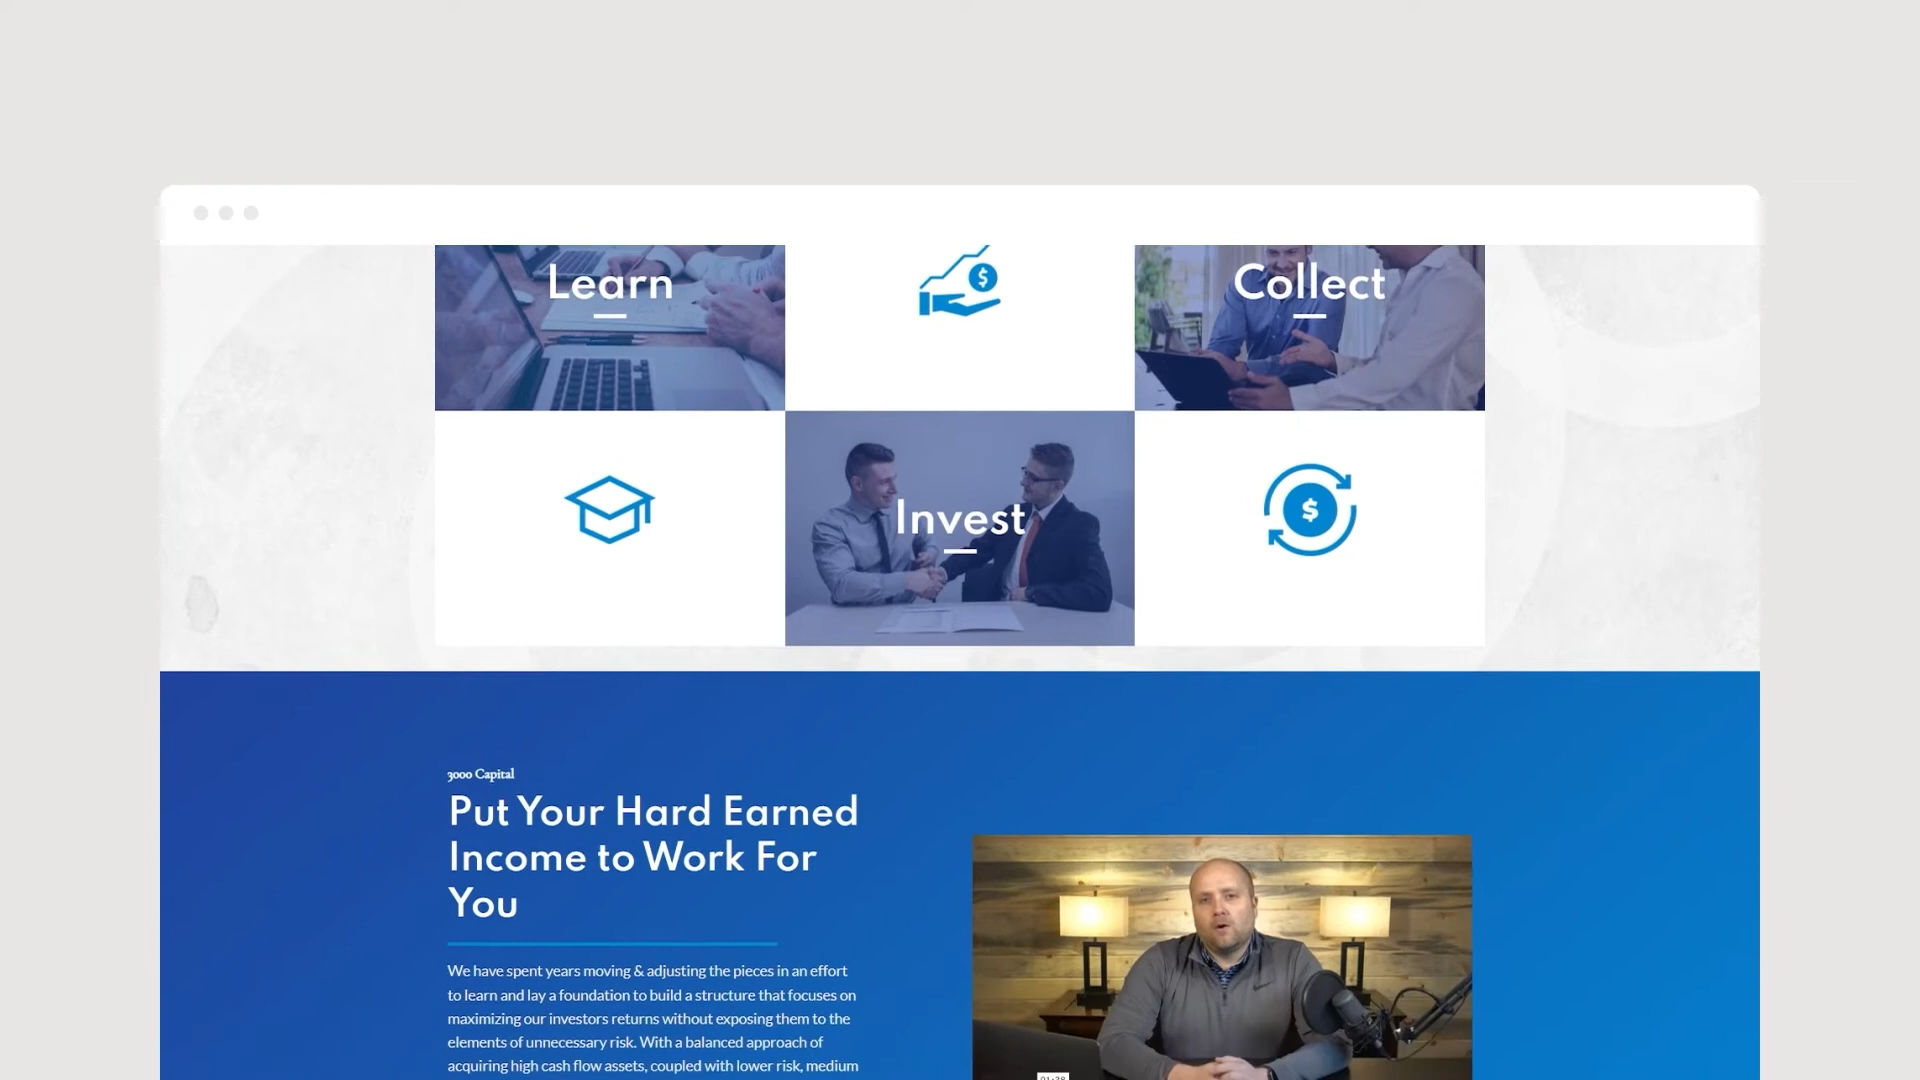 Learn
Collect
Invest
3000 Capital
Put Your Hard Earned
Income to Work For
You
We have spent years moving & adjusting the pieces in an effort
to learn and lay a foundation to build a structure that focuses on
maximizing our investors returns without exposing them to the
elements of unnecessary risk. With a balanced approach of
acquiring high cash flow assets, coupled with lower risk, medium